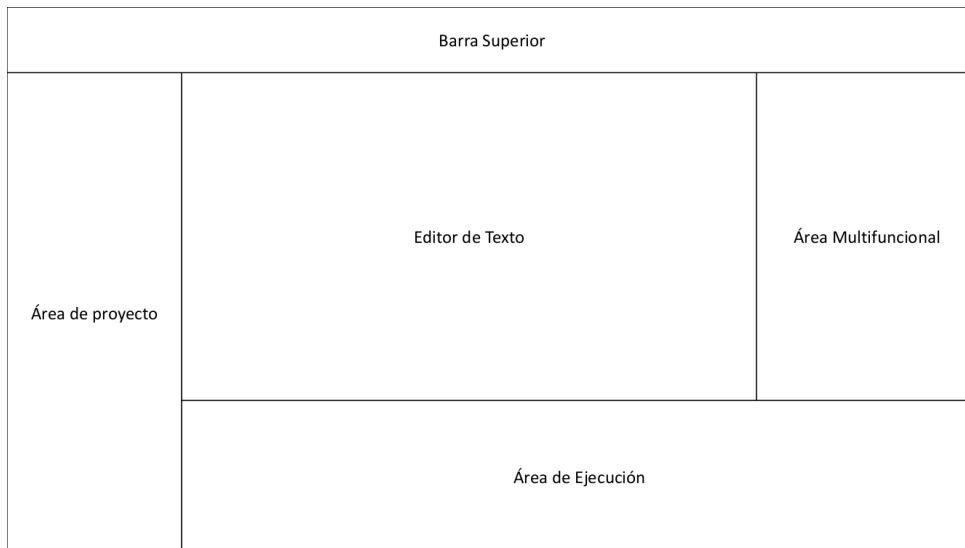 Barra Superior
Editor de Texto
Área Multifuncional
Área de proyecto
Área de Ejecución